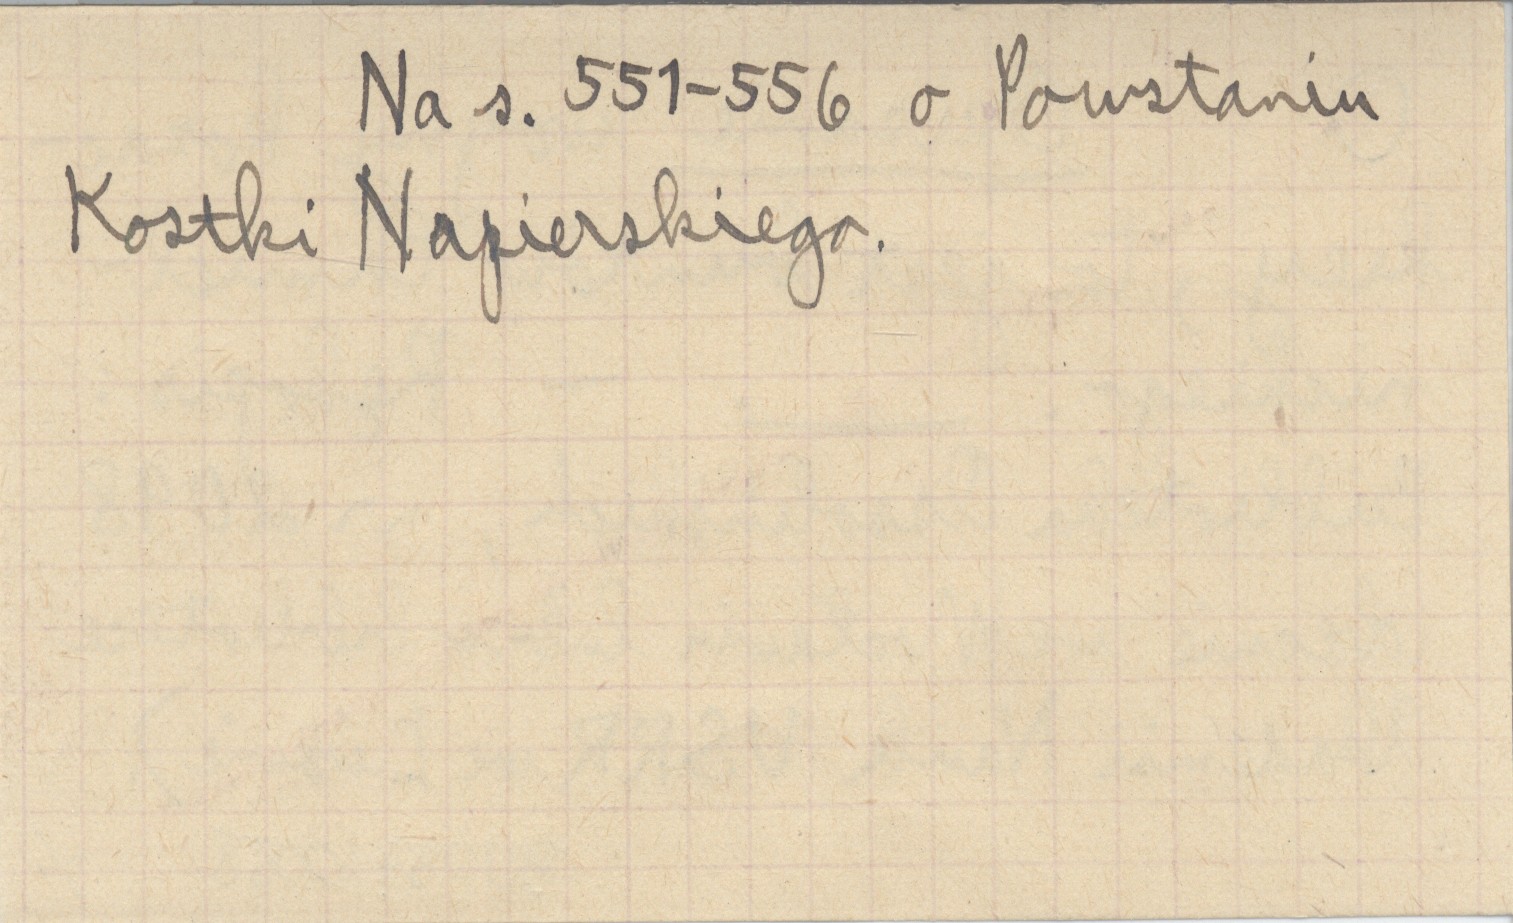 Na s. 551-556 o Powstaniu
Kostki Napierskiego.